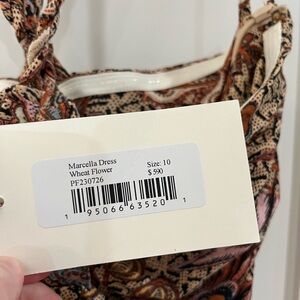 Marcella Dress Size: 10
Wheat Flower $ 590
PF230726
1 95066 63520 1